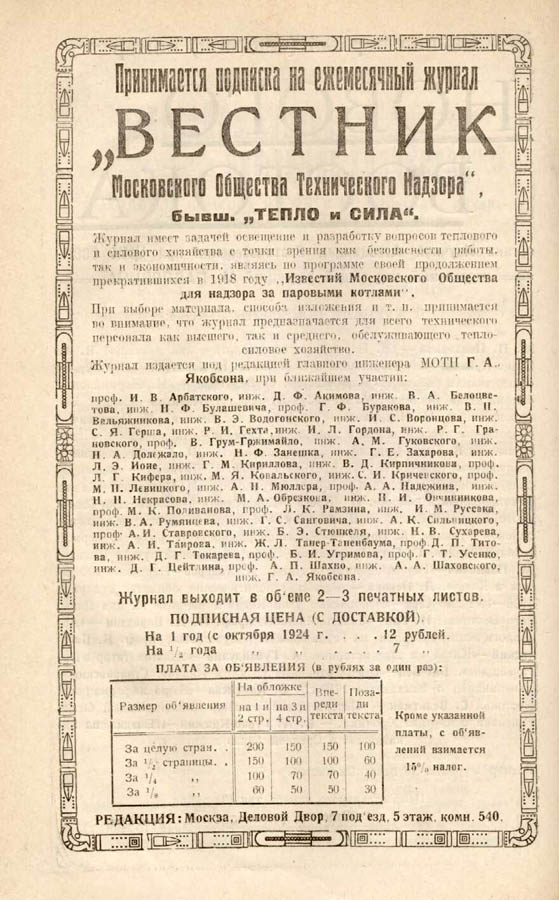 Принимается подписка на ежемесячный журнал
„ВЕСТНИК
Московского Общества Технического Надзора“,
бывш. „ТЕПЛО и СИЛА“.
Журнал имеет задачей освещение и разработку вопросов теплового
и силового хозяйства с точки зрения как безопасности работы,
так и экономичности, являясь по программе своей продолжением
прекратившихся в 1918 году „Известий Московского Общества
для надзора за паровыми котлами“.
При выборе материала, способа изложения и т. п. принимается
во внимание, что журнал предназначается для всего технического
персонала как высшего, так и среднего, обслуживающего тепло-
силовое хозяйство.
Журнал издается под редакцией главного инженера МОТН Г. А.
Якобсона, при ближайшем участии:
проф. И. В. Арбатского, инж. Д. Ф. Акимова, инж. В. А. Белоцве-
това, инж. Н. Ф. Булашевича, проф. Г. Ф. Буракова, инж. В. Н.
Вельяжинкова, инж. В. Э. Водогонского, инж. И. С. Воронцова, инж.
С. Я. Герша, инж. Р. И. Гехта, инж. И. Л. Гордона, инж. Р. Г. Гра-
новского, проф. В. Грум-Гржимайло, инж. А. М. Гуковского, инж.
Н. А. Долежало, инж. Н. Ф. Занешка, инж. Г. Е. Захарова, инж.
Л. Э. Иойе, инж. Г. М. Кириллова, инж. В. Д. Кирпичникова, проф.
Л. Г. Кифера, инж. М. Я. Ковальского, инж. С. И. Кричевского, проф.
М. П. Левицкого, инж. А. П. Мюллера, проф. А. А. Надежина, инж.
Н. П. Некрасова, инж. М. А. Обрезкова, инж. П. И. Овчинникова,
проф. М. К. Поливанова, проф. Л. К. Рамзина, инж. И. М. Русевка,
инж. В. А. Румянцева, инж. Г. С. Санговича, инж. А. К. Сильницкого,
проф. А. И. Ставровского, инж. Б. Э. Стюнкеля, инж. Н. В. Сухарева,
инж. А. И. Таирова, инж. Ж. Л. Танер-Таненбаума, проф. Д. П. Тито-
ва, инж. Д. Г. Токарева, проф. Б. И. Угримова, проф. Г. Т. Усенко,
инж. Д. Г. Цейтлина, проф. А. П. Шахно, инж. А. А. Шаховского,
инж. Г. А. Якобсона.
Журнал выходит в об'еме 2—3 печатных листов.
ПОДПИСНАЯ ЦЕНА (С ДОСТАВКОЙ).
На 1 год (с октября 1924 г. . . . 12 рублей.
На ½ года „ „ „ . . . 7 „
ПЛАТА ЗА ОБ'ЯВЛЕНИЯ (в рублях за один раз):
Размер об'явления На обложке на 1 и 2 стр. на 3 и 4 стр. Впереди текста Позади текста
За целую стран. . 200 150 150 100
За ½ страницы. . 150 100 100 60
За ¼ „ 100 70 70 40
За ⅛ „ 60 50 50 30
Кроме указанной
платы, с об'яв-
лений взимается
15% налог.
РЕДАКЦИЯ: Москва, Деловой Двор, 7 под'езд, 5 этаж, комн. 540.